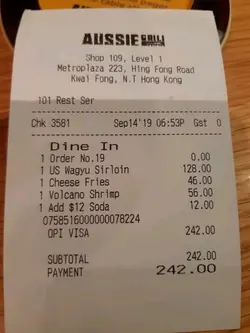 AUSSIE GRILL
Shop 109, Level 1
Metroplaza 223, Hing Fong Road
Kwai Fong, N.T Hong Kong
101 Rest Ser
Chk 3581 Sep14'19 06:53P Gst 0
Dine In
1 Order No.19 0.00
1 US Wagyu Sirloin 128.00
1 Cheese Fries 46.00
1 Volcano Shrimp 56.00
1 Add $12 Soda 12.00
0758516000000078224
OPI VISA 242.00
SUBTOTAL 242.00
PAYMENT 242.00